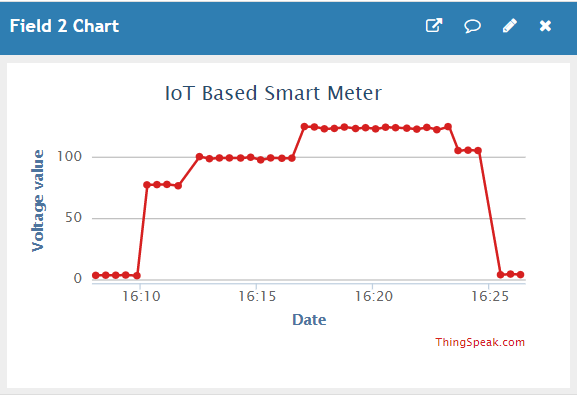 Field 2 Chart
IoT Based Smart Meter
Voltage value
100
50
0
16:10 16:15 16:20 16:25
Date
ThingSpeak.com